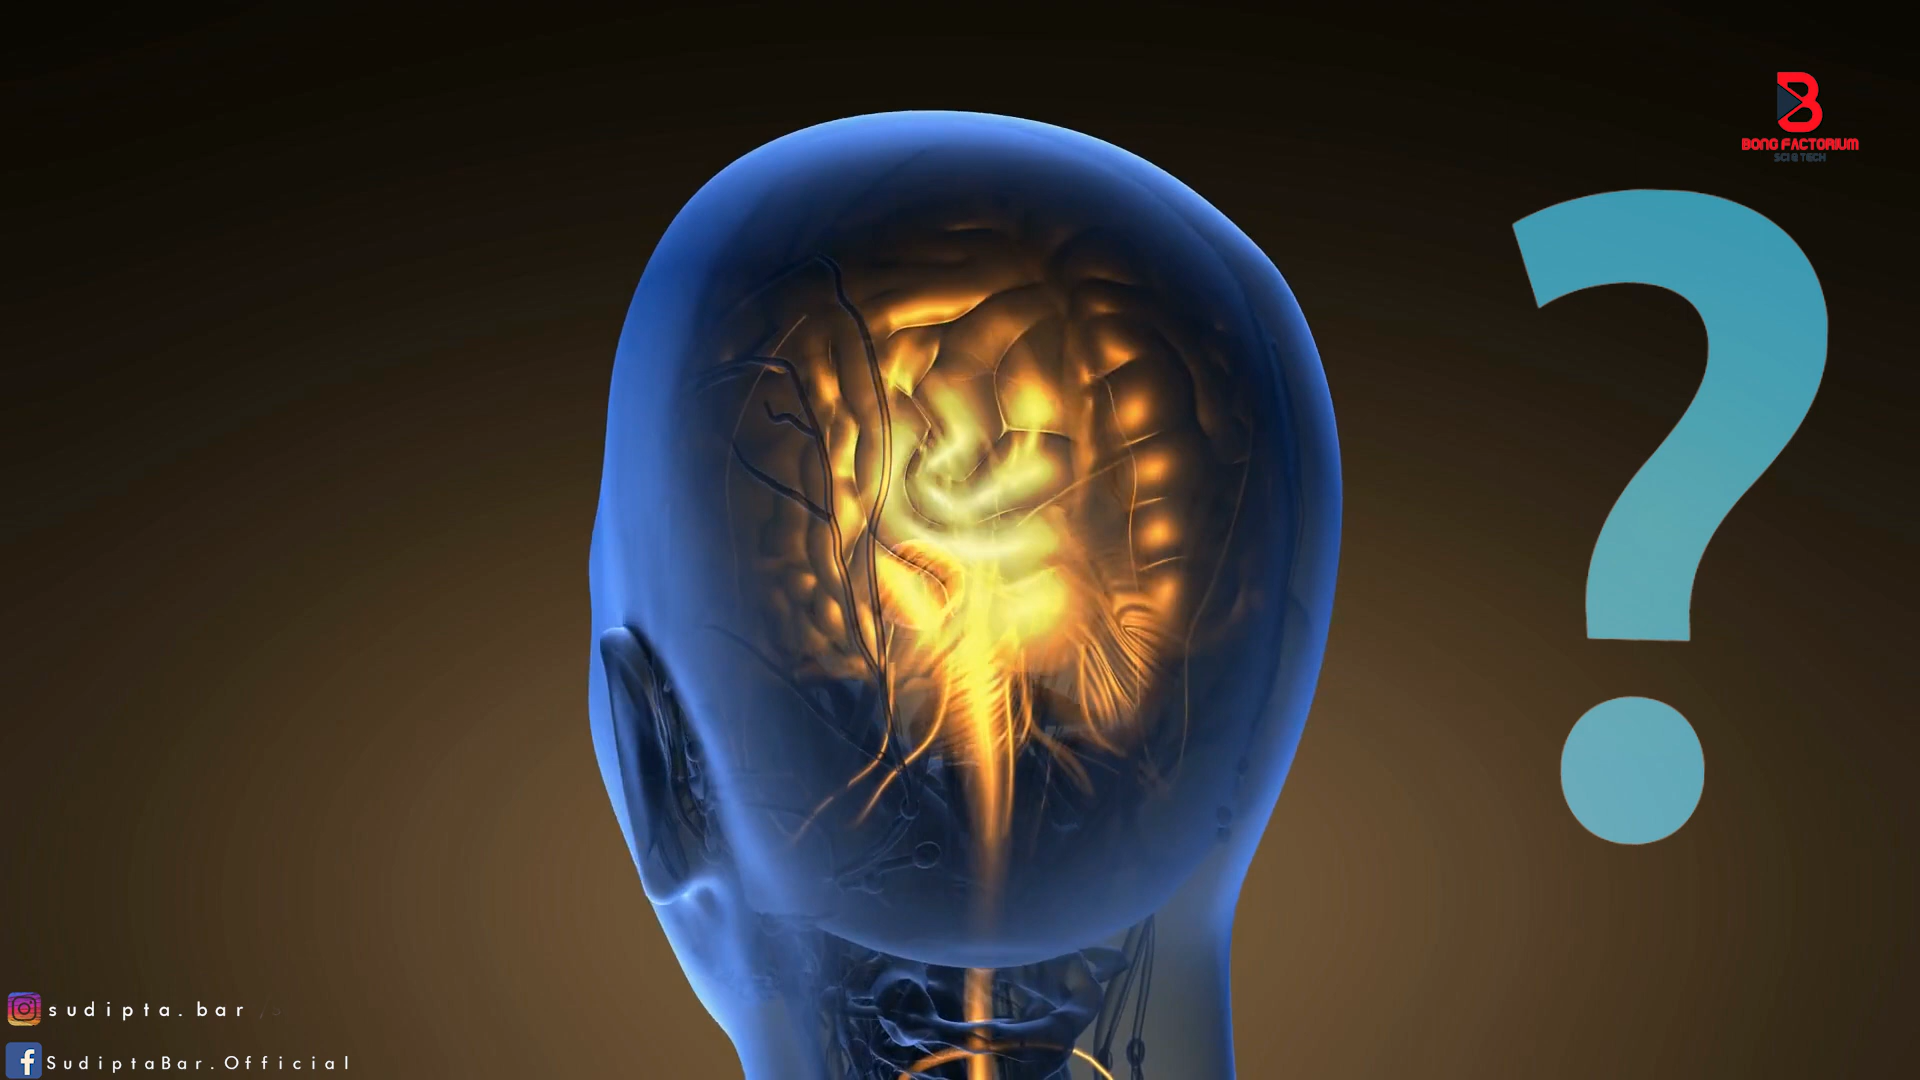 BONG FACTORIUM
SCI & TECH
?
sudipta.bar
SudiptaBar.Official